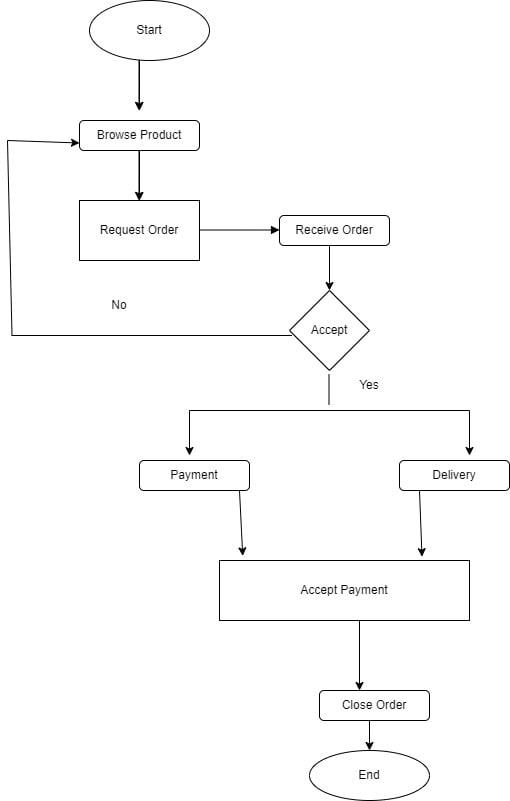 Start
Browse Product
Request Order
Receive Order
No
Accept
Yes
Payment
Delivery
Accept Payment
Close Order
End